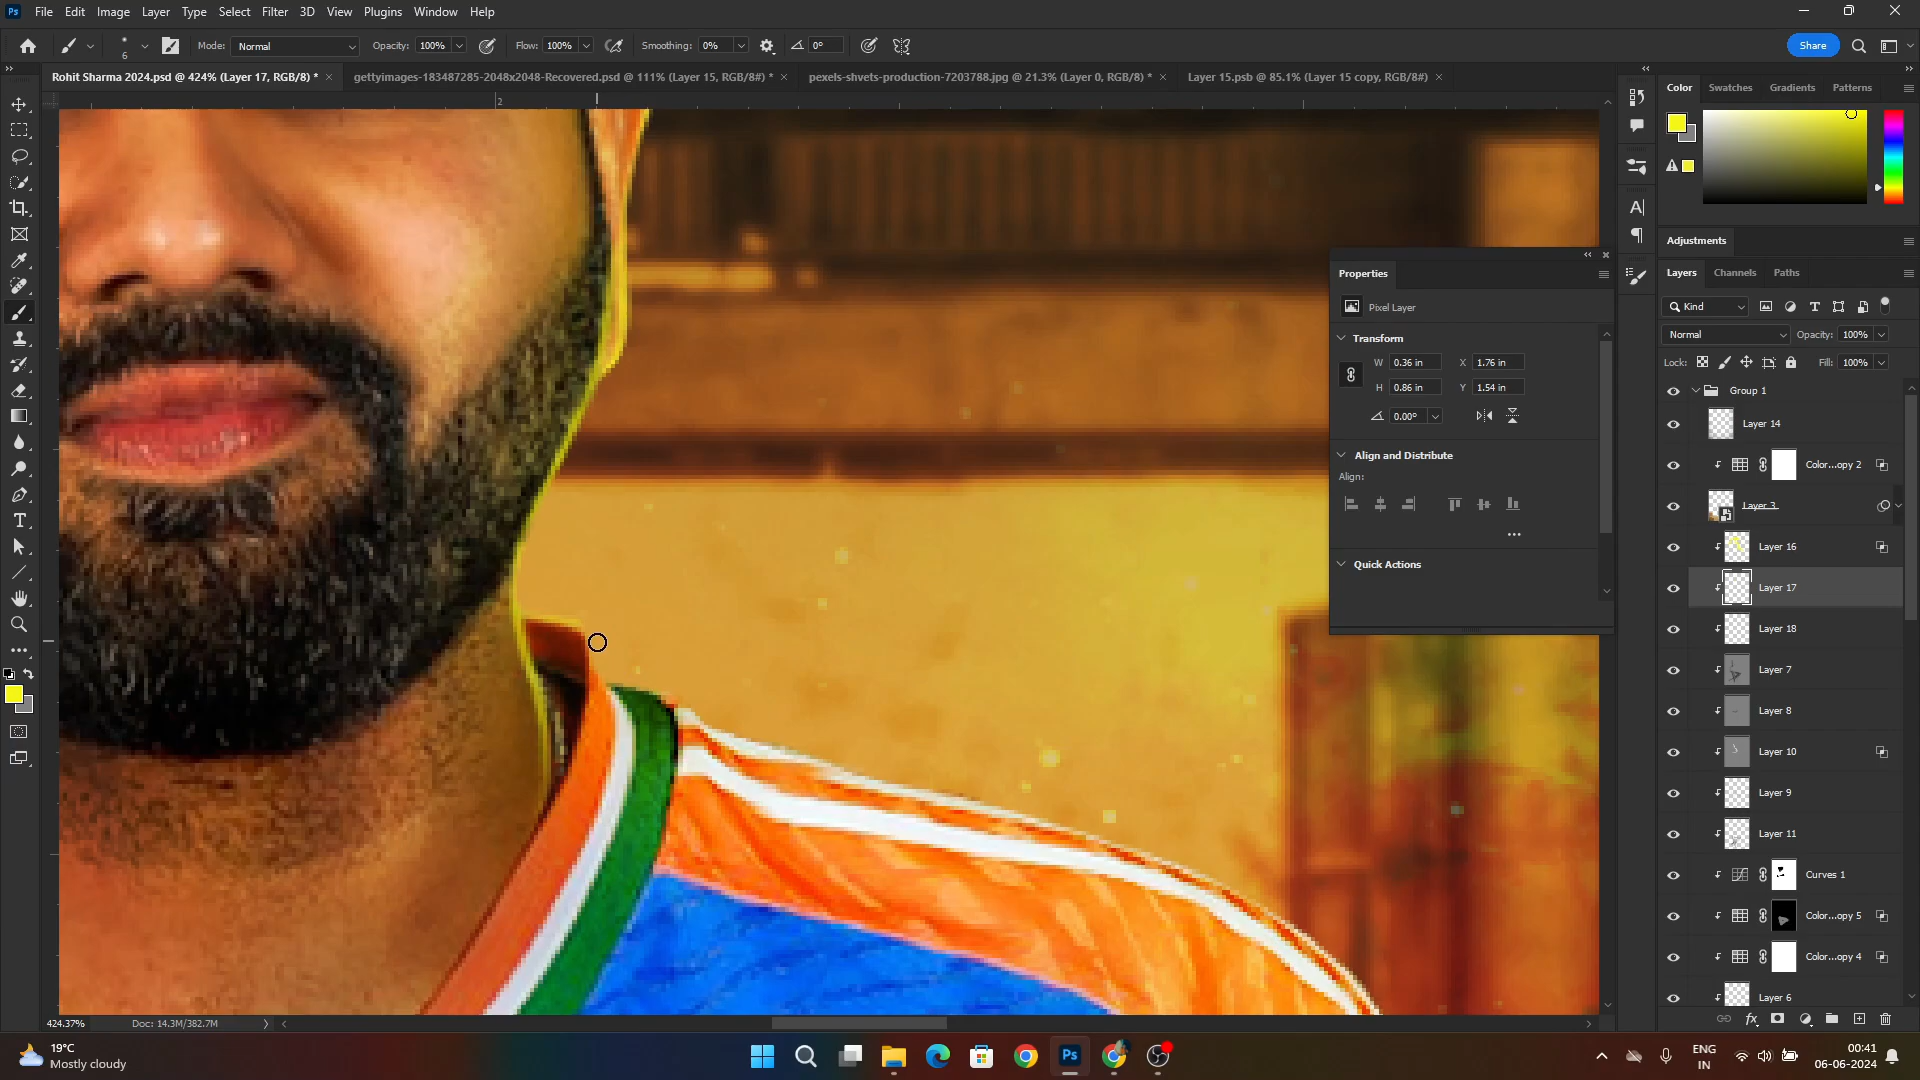 Ps File Edit Image Layer Type Select Filter 3D View Plugins Window Help
6 Mode: Normal Opacity: 100% Flow: 100% Smoothing: 0% 0° Share
Rohit Sharma 2024.psd @ 424% (Layer 17, RGB/8) * × gettyimages-183487285-2048x2048-Recovered.psd @ 111% (Layer 15, RGB/8#) * × pexels-shvets-production-7203788.jpg @ 21.3% (Layer 0, RGB/8) * × Layer 15.psb @ 85.1% (Layer 15 copy, RGB/8#) ×
2
Color Swatches Gradients Patterns
Adjustments
Layers Channels Paths
Kind
Normal Opacity: 100%
Lock: Fill: 100%
Group 1
Layer 14
Color...opy 2
Layer 3
Layer 16
Layer 17
Layer 18
Layer 7
Layer 8
Layer 10
Layer 9
Layer 11
Curves 1
Color...opy 5
Color...opy 4
Layer 6
Properties
Pixel Layer
Transform
W 0.36 in X 1.76 in
H 0.86 in Y 1.54 in
0.00°
Align and Distribute
Align:
Quick Actions
424.37% Doc: 14.3M/382.7M
19°C
Mostly cloudy
Ps
ENG
IN
00:41
06-06-2024